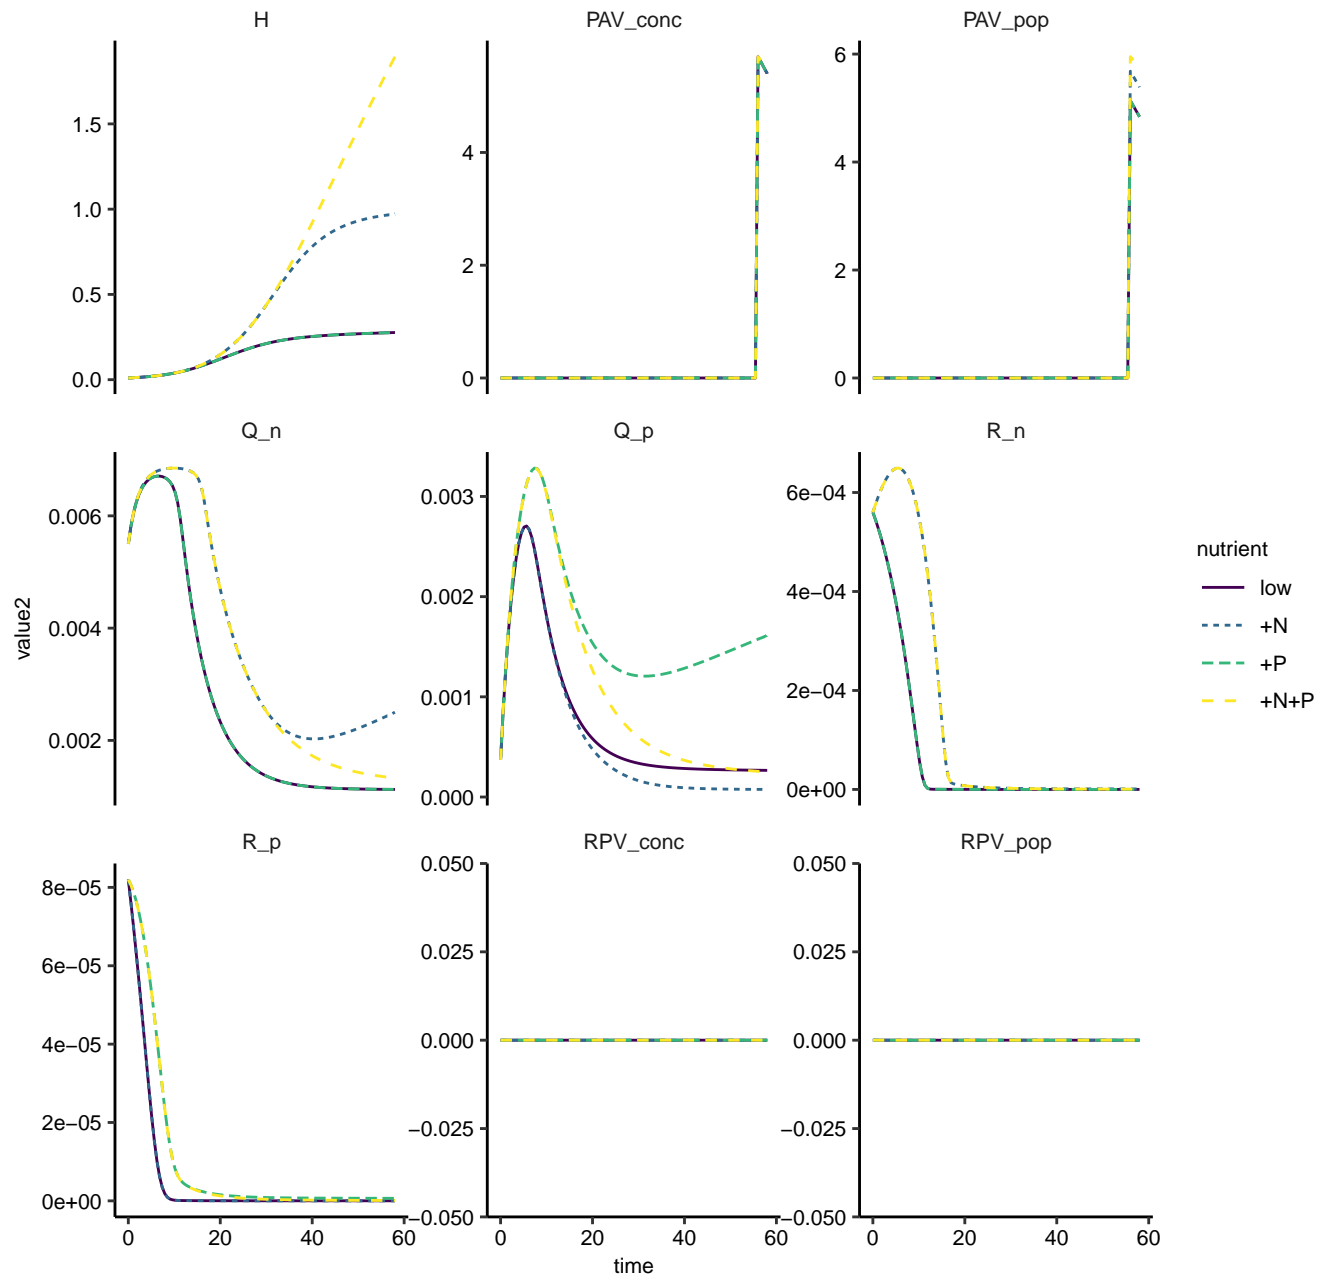 H
PAV_conc
PAV_pop
0.0
0.5
1.0
1.5
0
2
4
0
2
4
6
Q_n
Q_p
R_n
0.002
0.004
0.006
0.000
0.001
0.002
0.003
0e+00
2e−04
4e−04
6e−04
R_p
RPV_conc
RPV_pop
0e+00
2e−05
4e−05
6e−05
8e−05
−0.050
−0.025
0.000
0.025
0.050
−0.050
−0.025
0.000
0.025
0.050
0 20 40 60
0 20 40 60
0 20 40 60
time
value2
nutrient
low
+N
+P
+N+P